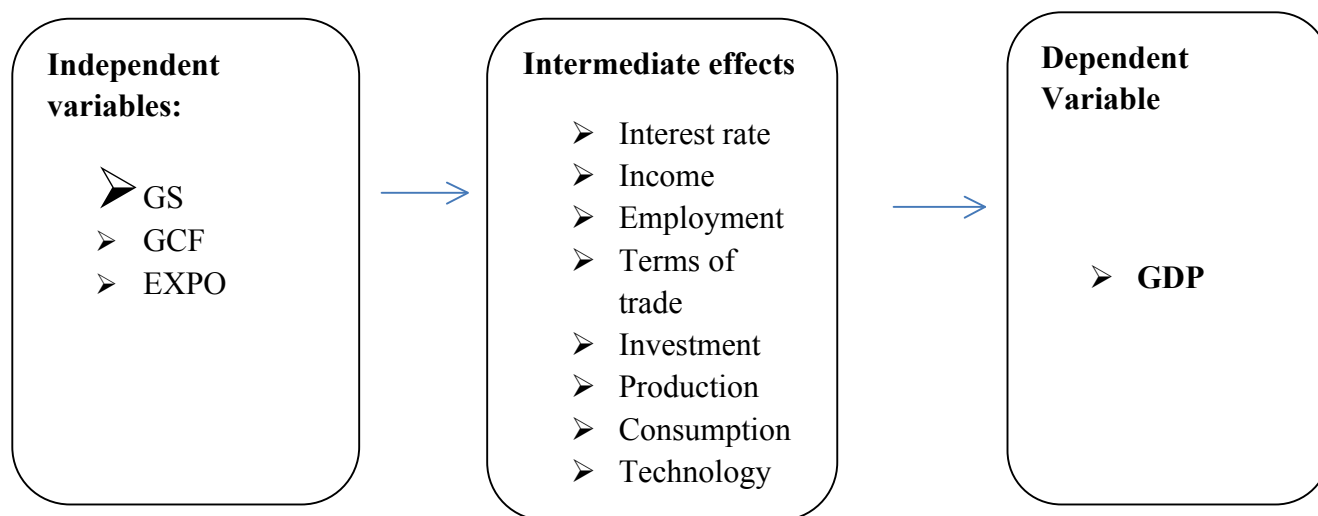 Independent
variables:
➢ GS
➢ GCF
➢ EXPO
Intermediate effects
➢ Interest rate
➢ Income
➢ Employment
➢ Terms of
trade
➢ Investment
➢ Production
➢ Consumption
➢ Technology
Dependent
Variable
➢ GDP